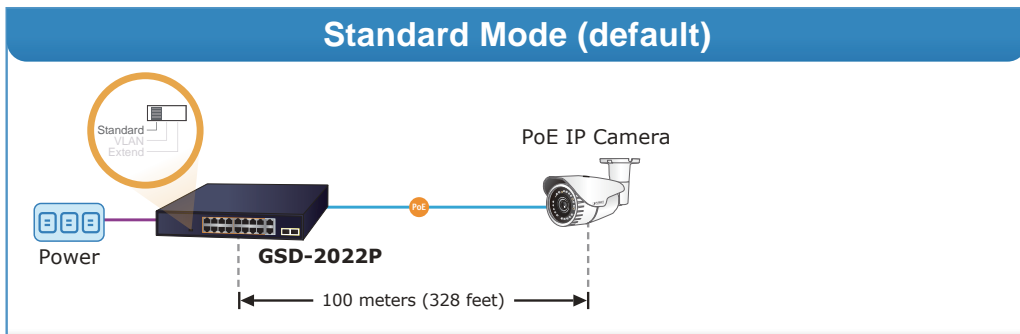 Standard Mode (default)
Standard
VLAN
Extend
PoE IP Camera
PoE
Power
GSD-2022P
100 meters (328 feet)